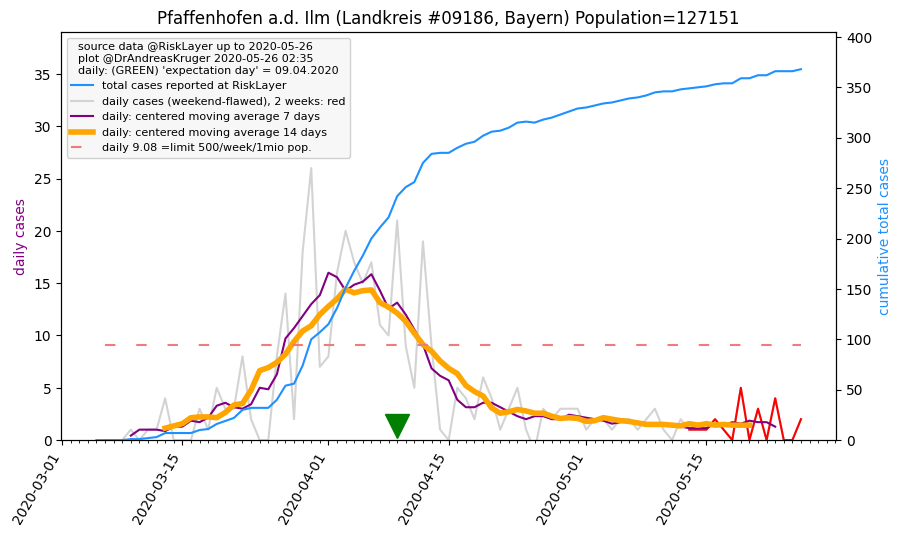 Pfaffenhofen a.d. Ilm (Landkreis #09186, Bayern) Population=127151
source data @RiskLayer up to 2020-05-26
plot @DrAndreasKruger 2020-05-26 02:35
daily: (GREEN) 'expectation day' = 09.04.2020
total cases reported at RiskLayer
daily cases (weekend-flawed), 2 weeks: red
daily: centered moving average 7 days
daily: centered moving average 14 days
daily 9.08 =limit 500/week/1mio pop.
daily cases
35
30
25
20
15
10
5
0
400
350
300
250
200
150
100
50
0
cumulative total cases
2020-03-01
2020-03-15
2020-04-01
2020-04-15
2020-05-01
2020-05-15